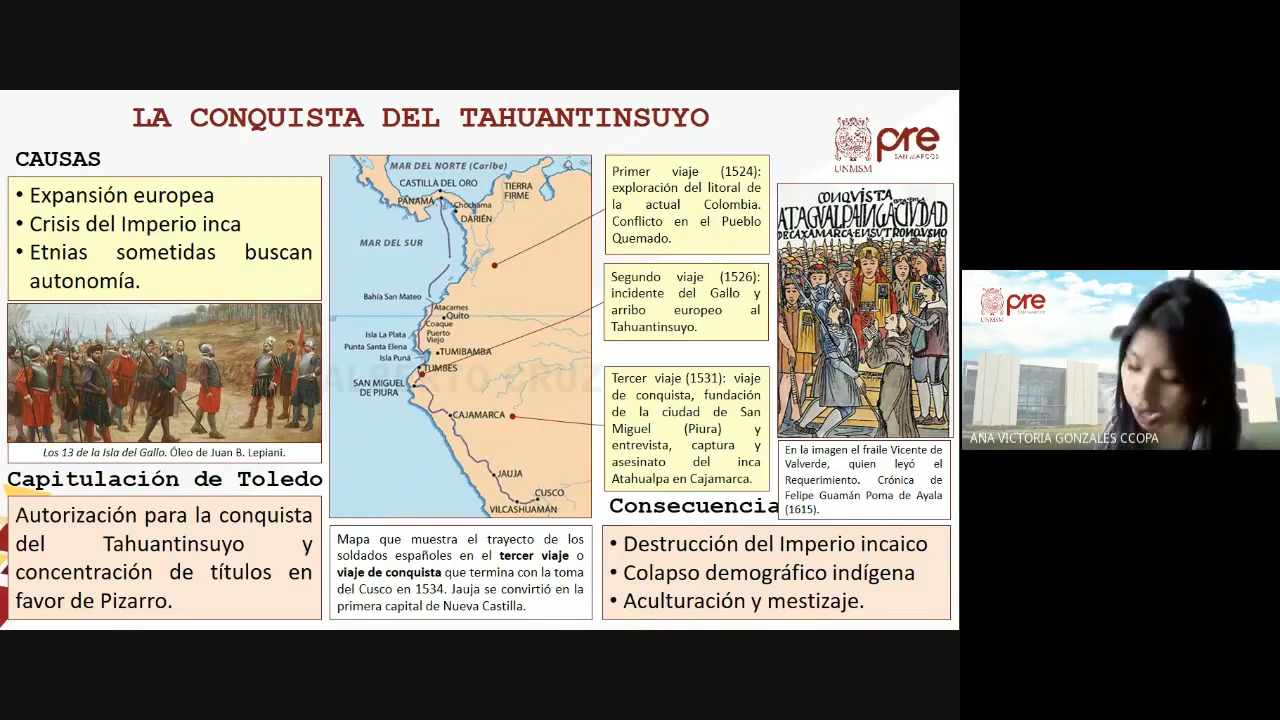 LA CONQUISTA DEL TAHUANTINSUYO
UNMSM
pre
SAN MARCOS
CAUSAS
• Expansión europea
• Crisis del Imperio inca
• Etnias sometidas buscan
autonomía.
Los 13 de la Isla del Gallo. Óleo de Juan B. Lepiani.
Capitulación de Toledo
Autorización para la conquista
del Tahuantinsuyo y
concentración de títulos en
favor de Pizarro.
MAR DEL NORTE (Caribe)
CASTILLA DEL ORO
TIERRA
FIRME
PANAMÁ
Chochama
DARIÉN
MAR DEL SUR
Bahía San Mateo
Atacames
Quito
Coaque
Isla La Plata
Puerto
Viejo
Punta Santa Elena
Isla Puná
TUMIBAMBA
TUMBES
SAN MIGUEL
DE PIURA
CAJAMARCA
JAUJA
CUSCO
VILCASHUAMÁN
Mapa que muestra el trayecto de los
soldados españoles en el tercer viaje o
viaje de conquista que termina con la toma
del Cusco en 1534. Jauja se convirtió en la
primera capital de Nueva Castilla.
Primer viaje (1524):
exploración del litoral de
la actual Colombia.
Conflicto en el Pueblo
Quemado.
Segundo viaje (1526):
incidente del Gallo y
arribo europeo al
Tahuantinsuyo.
Tercer viaje (1531): viaje
de conquista, fundación
de la ciudad de San
Miguel (Piura) y
entrevista, captura y
asesinato del inca
Atahualpa en Cajamarca.
CONQVISTA
ATAGVALPAINGACIVDAD
DECAXAMARCAENSVTRONOVSNO
En la imagen el fraile Vicente de
Valverde, quien leyó el
Requerimiento. Crónica de
Felipe Guamán Poma de Ayala
(1615).
Consecuencia
• Destrucción del Imperio incaico
• Colapso demográfico indígena
• Aculturación y mestizaje.
UNMSM
pre
SAN MARCOS
ANA VICTORIA GONZALES CCOPA